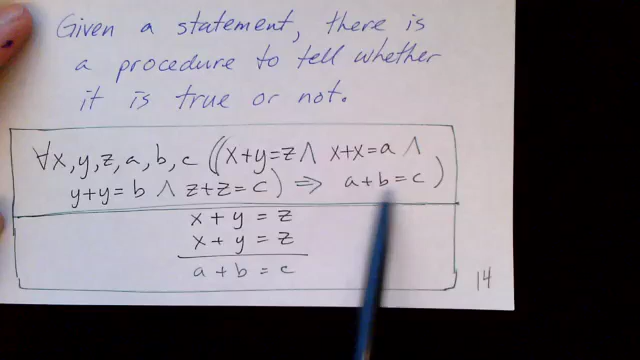 Given a statement, there is
a procedure to tell whether
it is true or not.
∀x,y,z,a,b,c ((x+y=z ∧ x+x=a ∧
y+y=b ∧ z+z=c) ⇒ a+b=c)
x+y=z
x+y=z
a+b=c
14